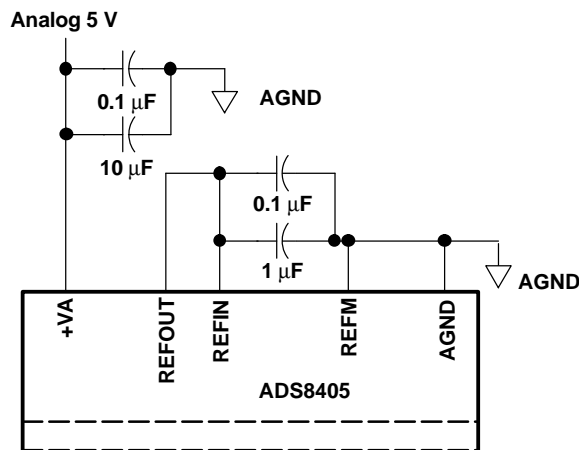 Analog 5 V
0.1 μF
AGND
10 μF
0.1 μF
1 μF
AGND
+VA
REFOUT
REFIN
REFM
AGND
ADS8405